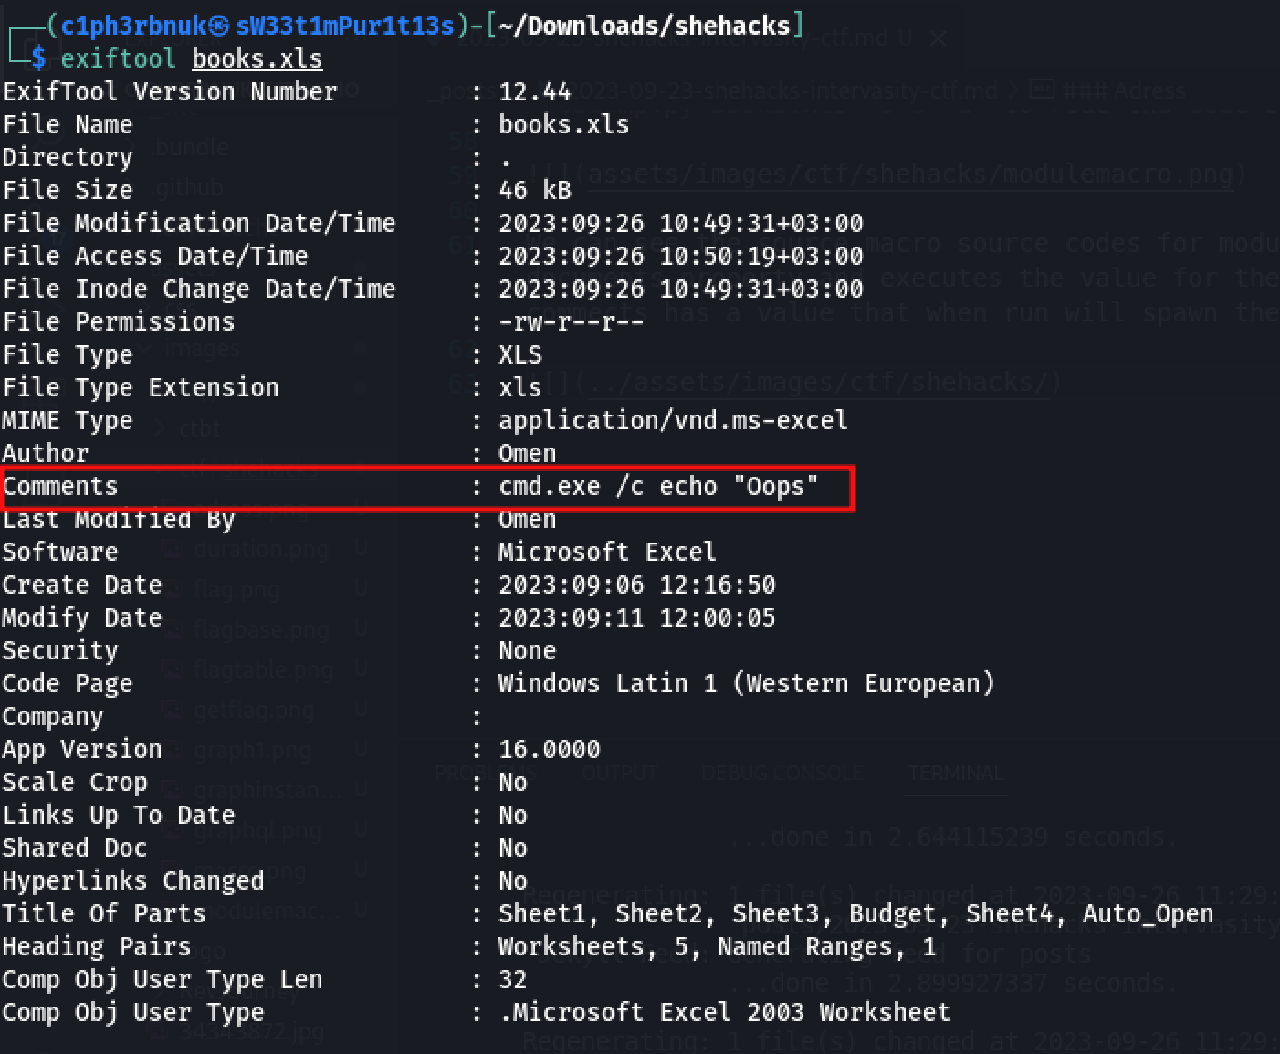 (c1ph3rbnuk㉿sW33t1mPur1t13s)-[~/Downloads/shehacks]
$ exiftool books.xls
ExifTool Version Number : 12.44
File Name : books.xls
Directory : .
File Size : 46 kB
File Modification Date/Time : 2023:09:26 10:49:31+03:00
File Access Date/Time : 2023:09:26 10:50:19+03:00
File Inode Change Date/Time : 2023:09:26 10:49:31+03:00
File Permissions : -rw-r--r--
File Type : XLS
File Type Extension : xls
MIME Type : application/vnd.ms-excel
Author : Omen
Comments : cmd.exe /c echo "Oops"
Last Modified By : Omen
Software : Microsoft Excel
Create Date : 2023:09:06 12:16:50
Modify Date : 2023:09:11 12:00:05
Security : None
Code Page : Windows Latin 1 (Western European)
Company :
App Version : 16.0000
Scale Crop : No
Links Up To Date : No
Shared Doc : No
Hyperlinks Changed : No
Title Of Parts : Sheet1, Sheet2, Sheet3, Budget, Sheet4, Auto_Open
Heading Pairs : Worksheets, 5, Named Ranges, 1
Comp Obj User Type Len : 32
Comp Obj User Type : .Microsoft Excel 2003 Worksheet